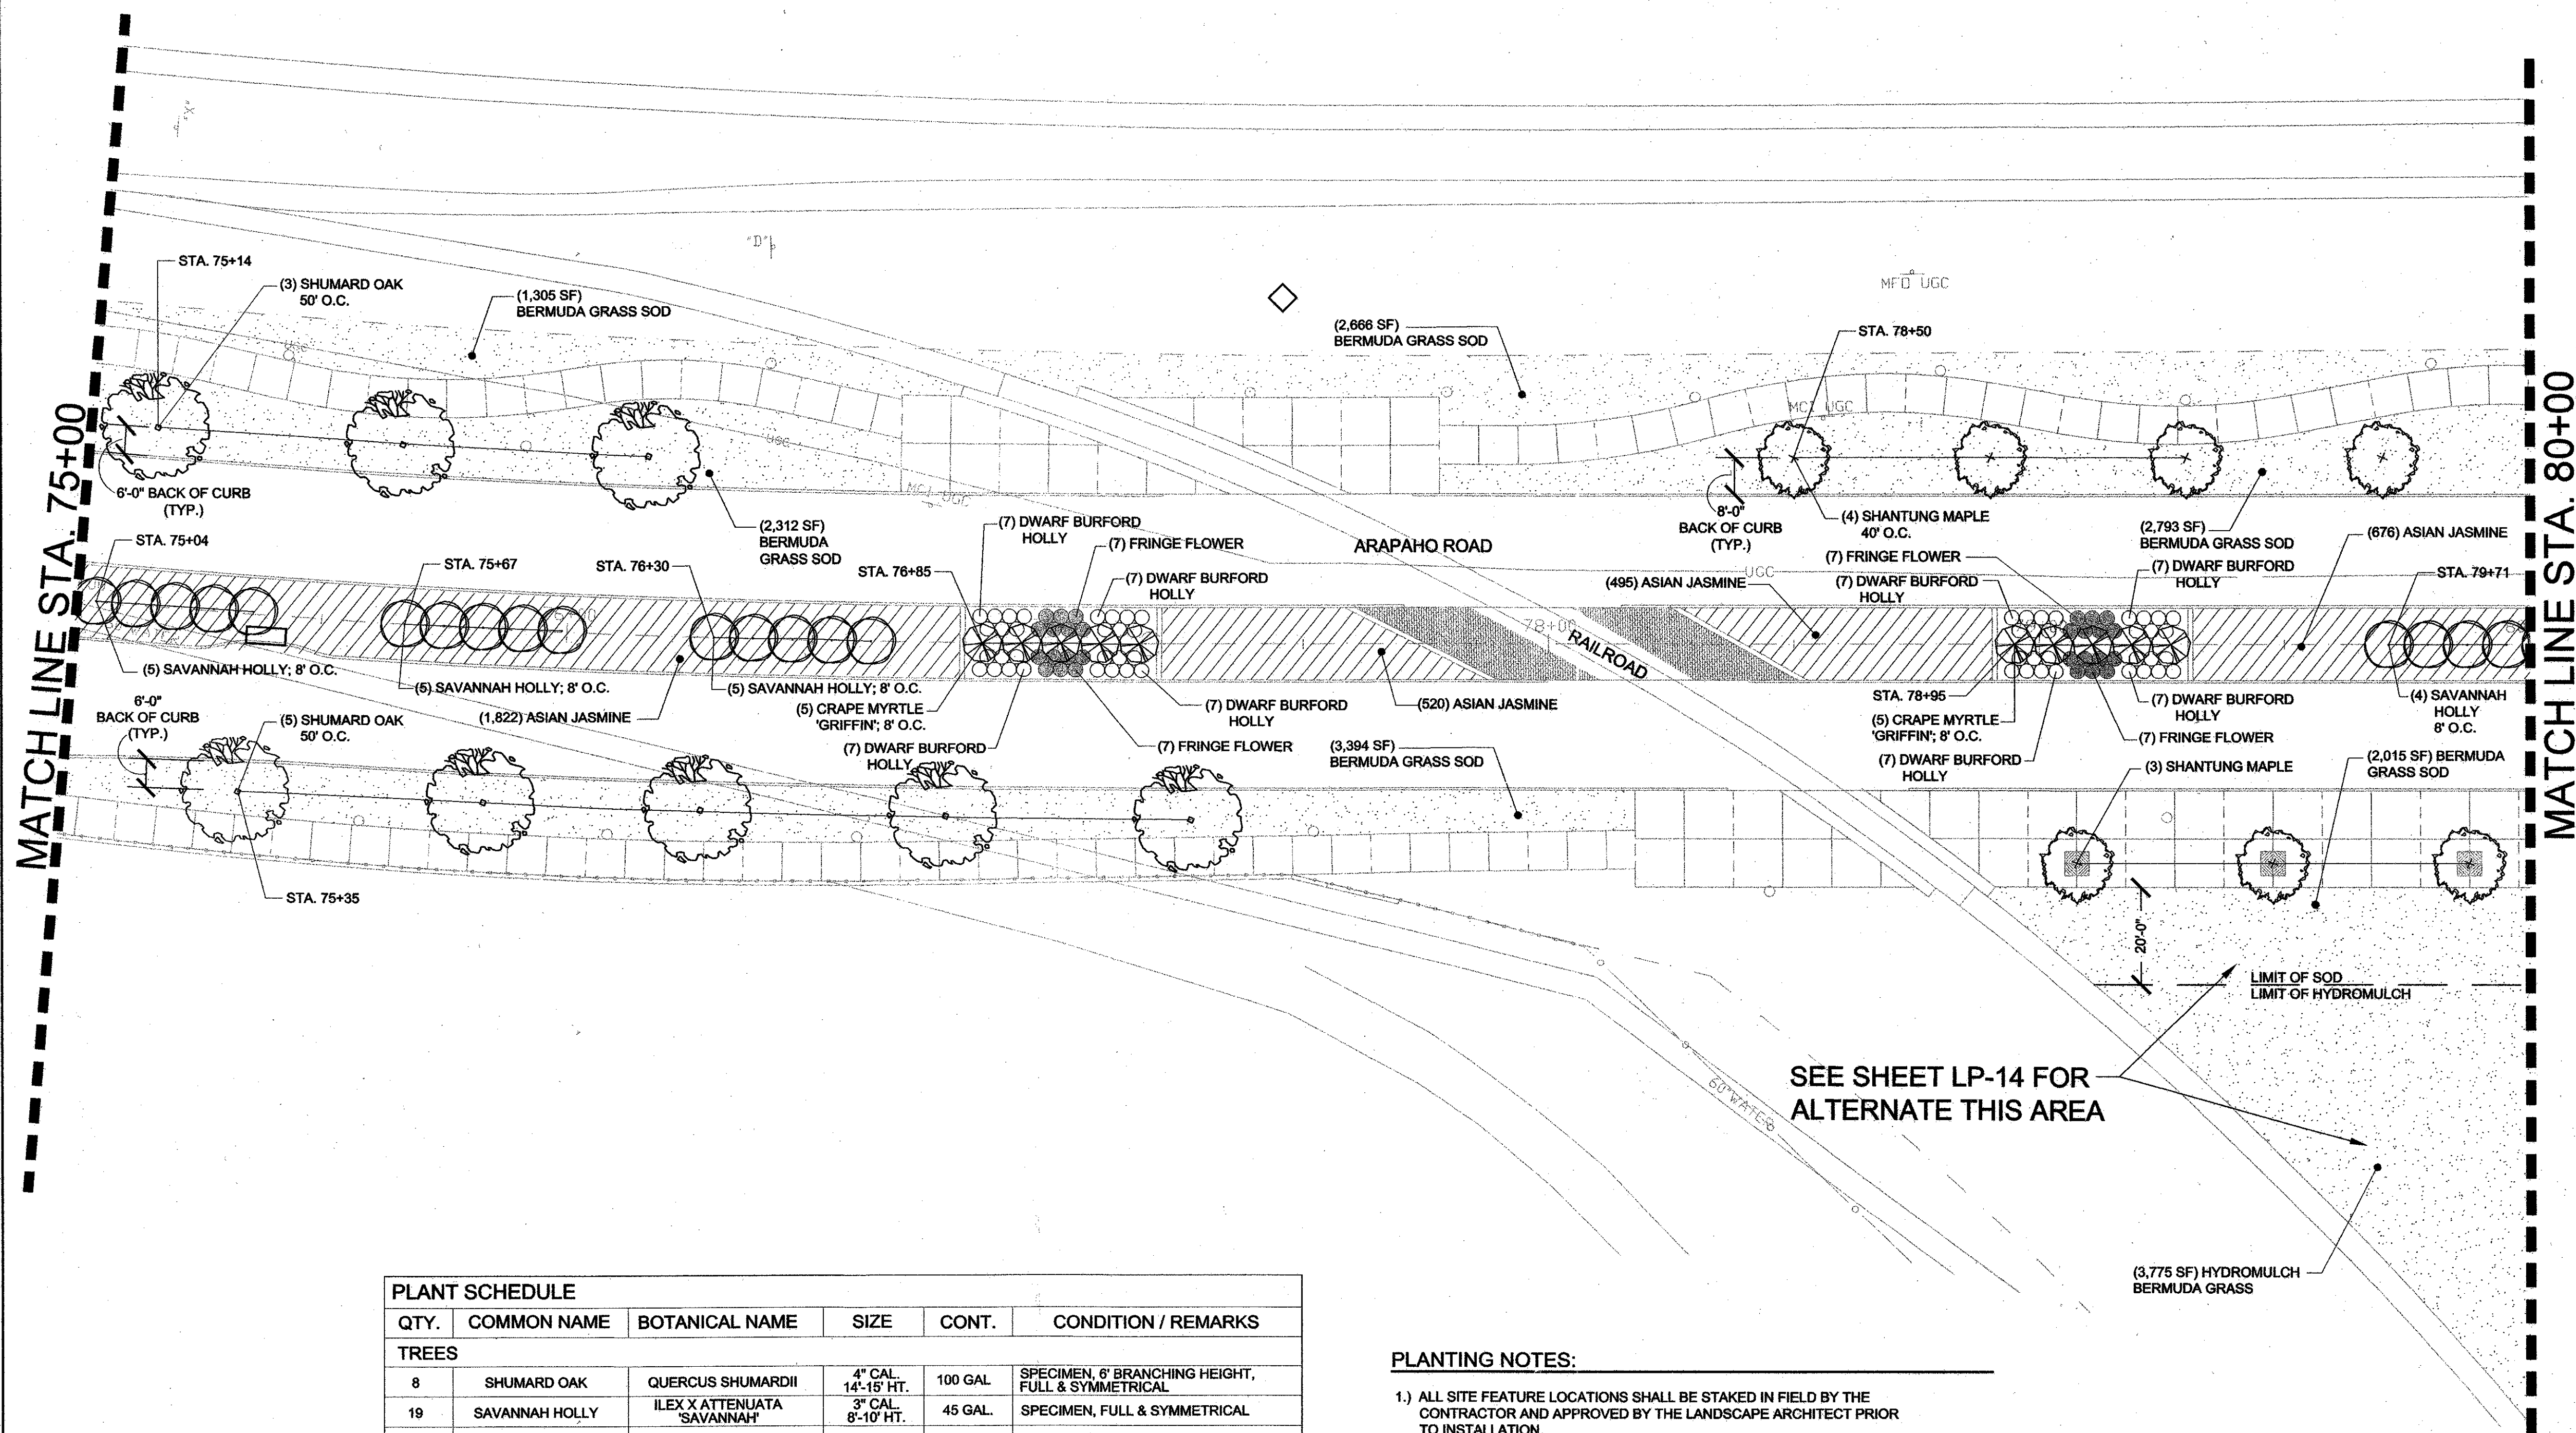 "X"
"D"
MFO UGC
STA. 75+14
(3) SHUMARD OAK
50' O.C.
(1,305 SF)
BERMUDA GRASS SOD
(2,666 SF)
BERMUDA GRASS SOD
STA. 78+50
UGC
UGC
MCI UGC
MCI UGC
6'-0" BACK OF CURB
(TYP.)
(2,312 SF)
BERMUDA
GRASS SOD
8'-0"
BACK OF CURB
(TYP.)
(4) SHANTUNG MAPLE
40' O.C.
(2,793 SF)
BERMUDA GRASS SOD
(676) ASIAN JASMINE
MATCH LINE STA. 75+00
MATCH LINE STA. 80+00
STA. 75+04
STA. 75+67
STA. 76+30
STA. 76+85
(7) DWARF BURFORD
HOLLY
(7) FRINGE FLOWER
(7) DWARF BURFORD
HOLLY
ARAPAHO ROAD
UGC
(495) ASIAN JASMINE
(7) FRINGE FLOWER
(7) DWARF BURFORD
HOLLY
(7) DWARF BURFORD
HOLLY
STA. 79+71
78+00
RAILROAD
WATER
(5) SAVANNAH HOLLY; 8' O.C.
(5) SAVANNAH HOLLY; 8' O.C.
(5) SAVANNAH HOLLY; 8' O.C.
(1,822) ASIAN JASMINE
(5) CRAPE MYRTLE
'GRIFFIN'; 8' O.C.
(7) DWARF BURFORD
HOLLY
(7) DWARF BURFORD
HOLLY
(7) FRINGE FLOWER
(520) ASIAN JASMINE
STA. 78+95
(5) CRAPE MYRTLE
'GRIFFIN'; 8' O.C.
(7) DWARF BURFORD
HOLLY
(7) DWARF BURFORD
HOLLY
(7) FRINGE FLOWER
(4) SAVANNAH
HOLLY
8' O.C.
6'-0"
BACK OF CURB
(TYP.)
(5) SHUMARD OAK
50' O.C.
STA. 75+35
(3,394 SF)
BERMUDA GRASS SOD
(3) SHANTUNG MAPLE
(2,015 SF) BERMUDA
GRASS SOD
20'-0"
LIMIT OF SOD
LIMIT OF HYDROMULCH
60"WATER
SEE SHEET LP-14 FOR
ALTERNATE THIS AREA
(3,775 SF) HYDROMULCH
BERMUDA GRASS
PLANT SCHEDULE
QTY. COMMON NAME BOTANICAL NAME SIZE CONT. CONDITION / REMARKS
TREES
8 SHUMARD OAK QUERCUS SHUMARDII 4" CAL. 14'-15' HT. 100 GAL SPECIMEN, 6' BRANCHING HEIGHT, FULL & SYMMETRICAL
19 SAVANNAH HOLLY ILEX X ATTENUATA 'SAVANNAH' 3" CAL. 8'-10' HT. 45 GAL. SPECIMEN, FULL & SYMMETRICAL
PLANTING NOTES:
1.) ALL SITE FEATURE LOCATIONS SHALL BE STAKED IN FIELD BY THE
CONTRACTOR AND APPROVED BY THE LANDSCAPE ARCHITECT PRIOR
TO INSTALLATION